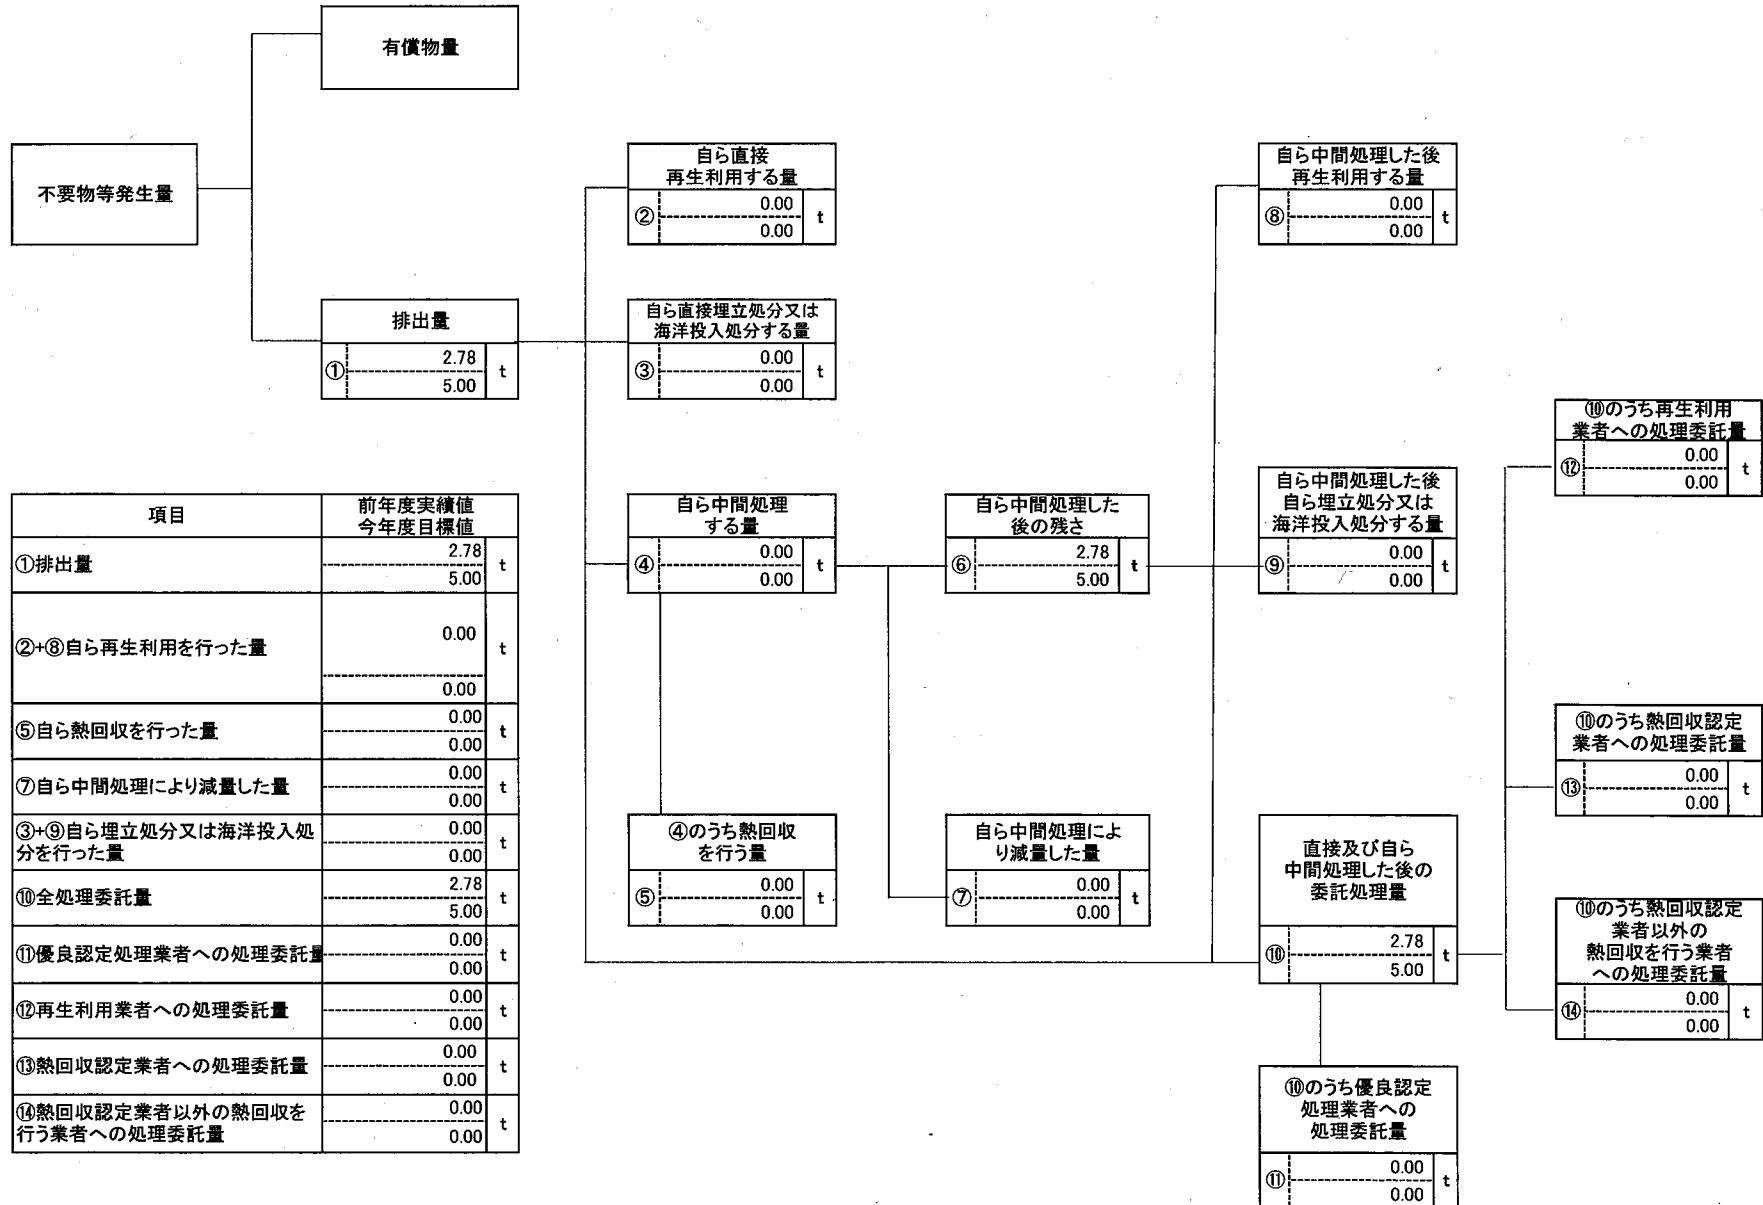 有償物量
不要物等発生量
排出量
①
2.78
5.00
t
自ら直接
再生利用する量
②
0.00
0.00
t
自ら直接埋立処分又は
海洋投入処分する量
③
0.00
0.00
t
自ら中間処理
する量
④
0.00
0.00
t
④のうち熱回収
を行う量
⑤
0.00
0.00
t
自ら中間処理した
後の残さ
⑥
2.78
5.00
t
自ら中間処理によ
り減量した量
⑦
0.00
0.00
t
自ら中間処理した後
再生利用する量
⑧
0.00
0.00
t
自ら中間処理した後
自ら埋立処分又は
海洋投入処分する量
⑨
0.00
0.00
t
直接及び自ら
中間処理した後の
委託処理量
⑩
2.78
5.00
t
⑩のうち優良認定
処理業者への
処理委託量
⑪
0.00
0.00
t
⑩のうち再生利用
業者への処理委託量
⑫
0.00
0.00
t
⑩のうち熱回収認定
業者への処理委託量
⑬
0.00
0.00
t
⑩のうち熱回収認定
業者以外の
熱回収を行う業者
への処理委託量
⑭
0.00
0.00
t
項目
前年度実績値
今年度目標値
①排出量
2.78
5.00
t
②+⑧自ら再生利用を行った量
0.00
0.00
t
⑤自ら熱回収を行った量
0.00
0.00
t
⑦自ら中間処理により減量した量
0.00
0.00
t
③+⑨自ら埋立処分又は海洋投入処
分を行った量
0.00
0.00
t
⑩全処理委託量
2.78
5.00
t
⑪優良認定処理業者への処理委託量
0.00
0.00
t
⑫再生利用業者への処理委託量
0.00
0.00
t
⑬熱回収認定業者への処理委託量
0.00
0.00
t
⑭熱回収認定業者以外の熱回収を
行う業者への処理委託量
0.00
0.00
t